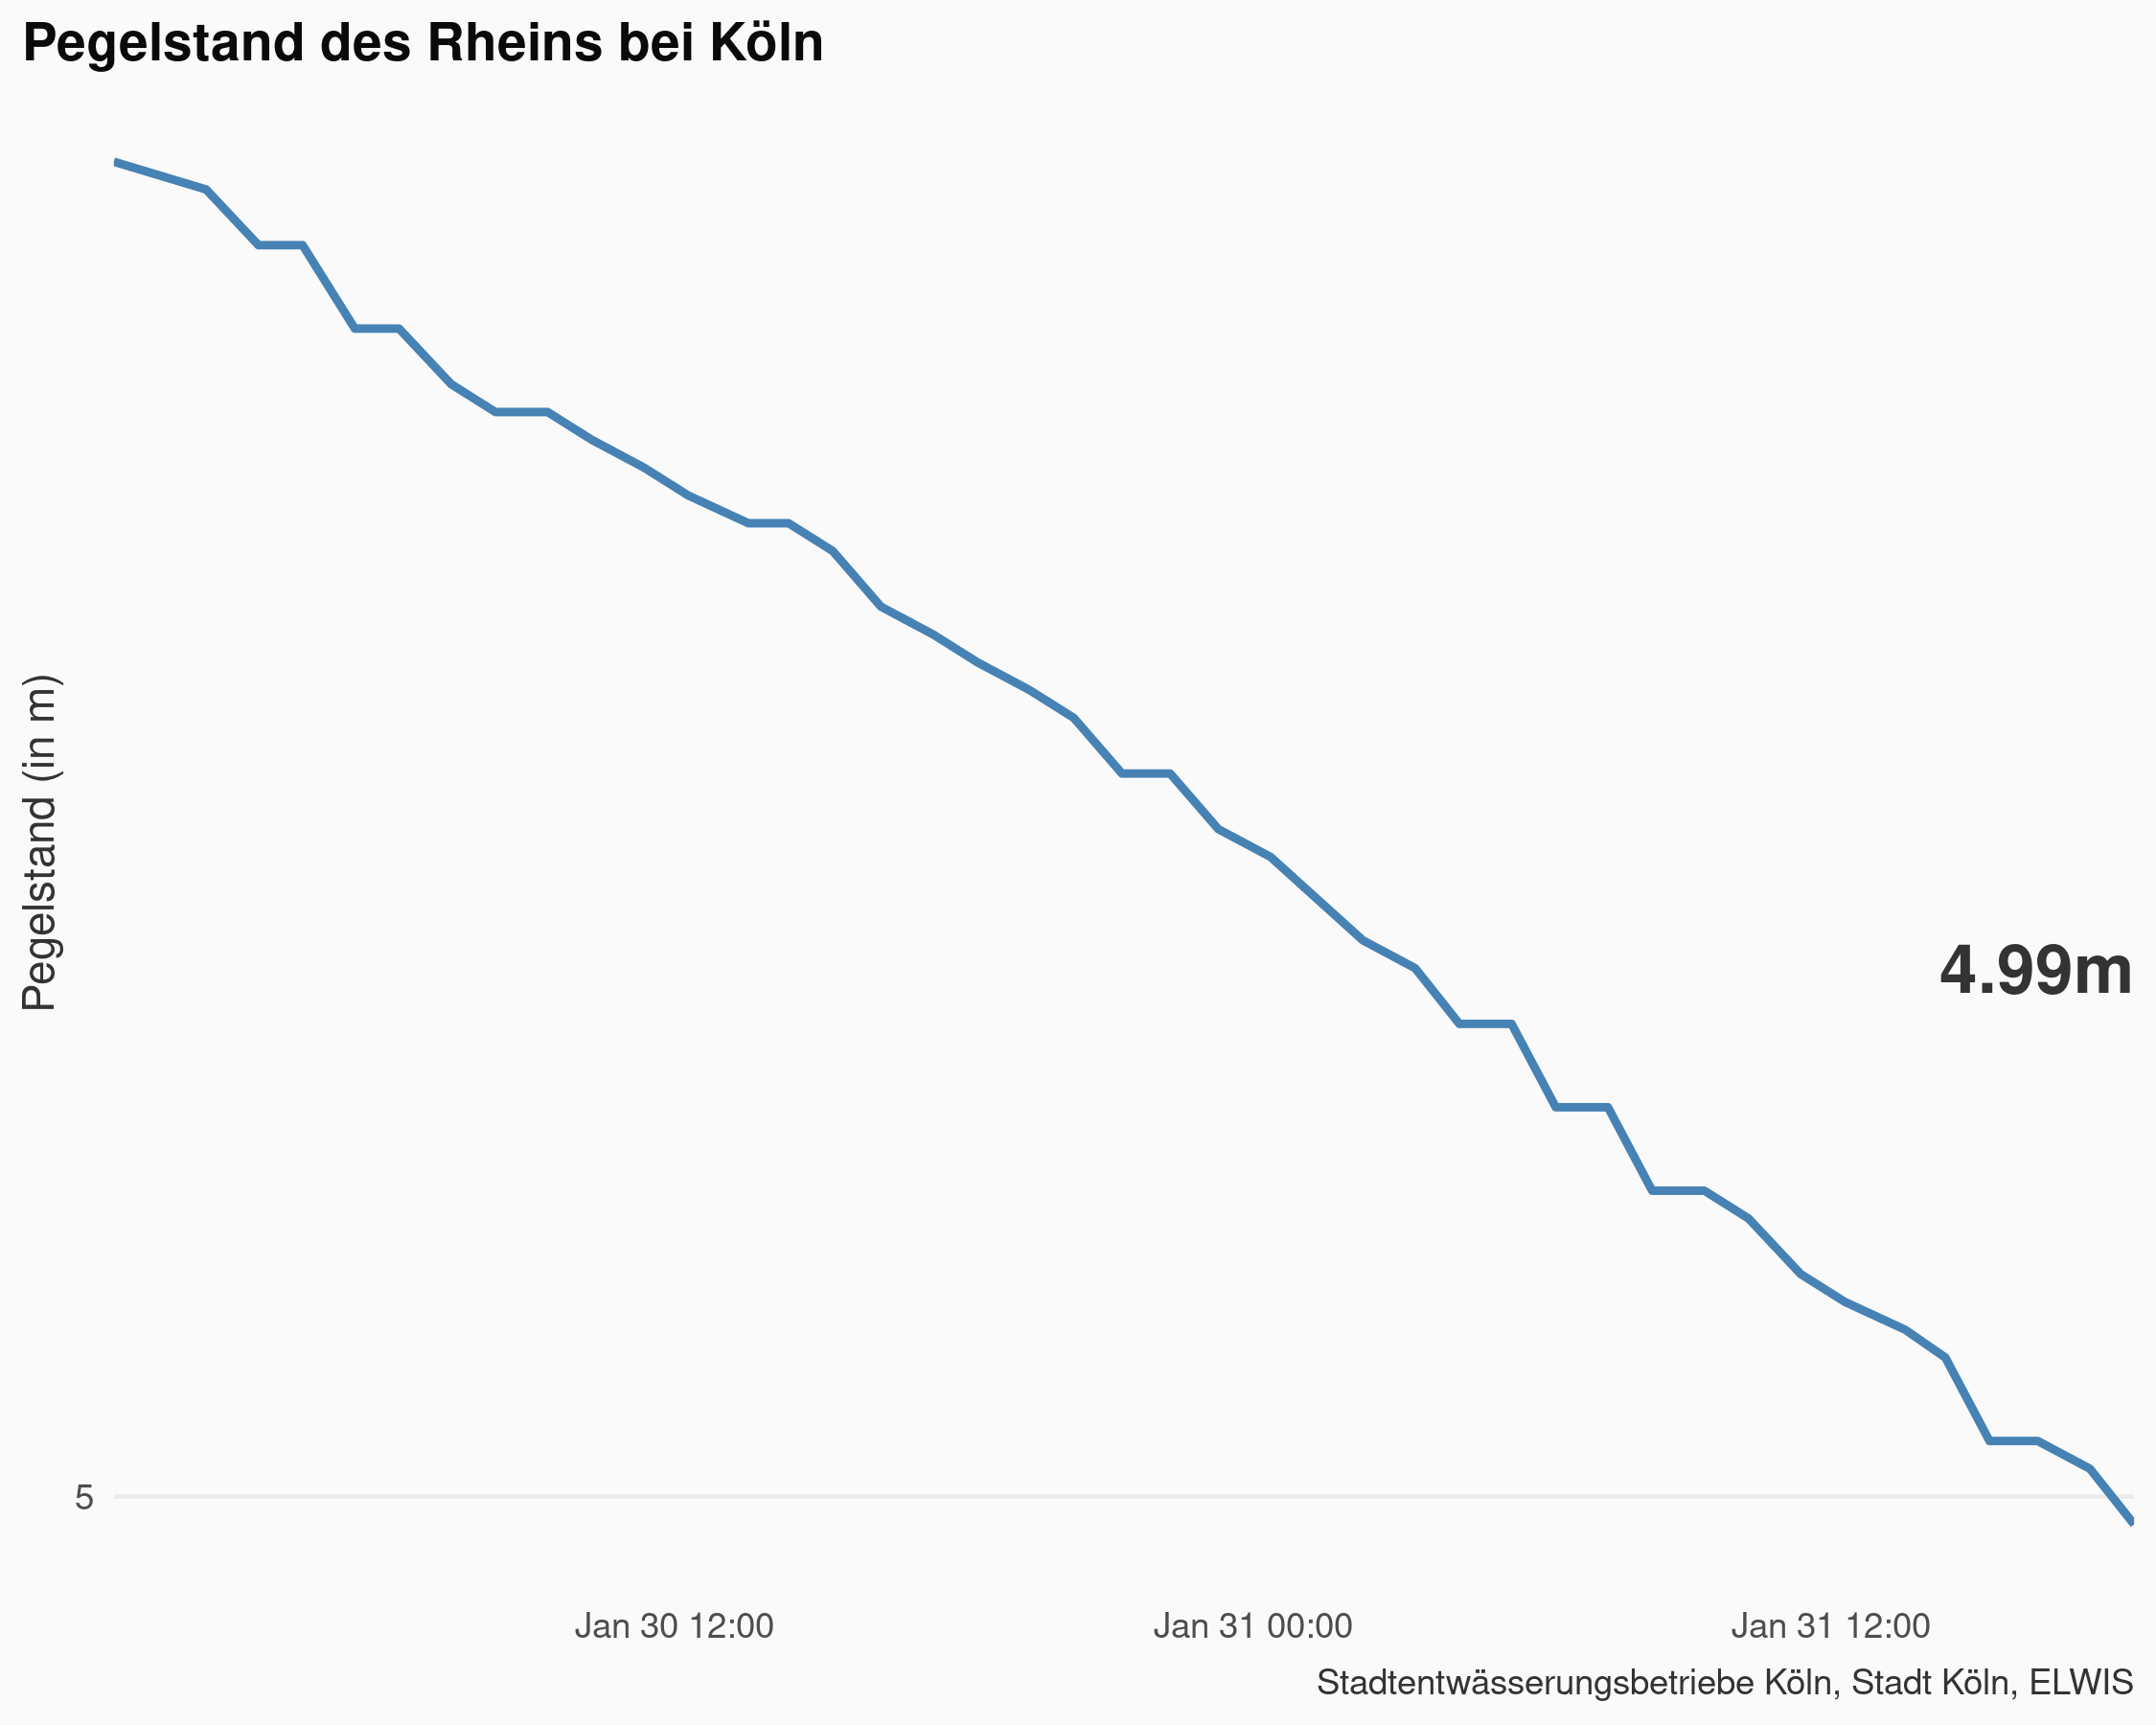 Pegelstand des Rheins bei Köln
Pegelstand (in m)
4.99m
5
Jan 30 12:00
Jan 31 00:00
Jan 31 12:00
Stadtentwässerungsbetriebe Köln, Stadt Köln, ELWIS